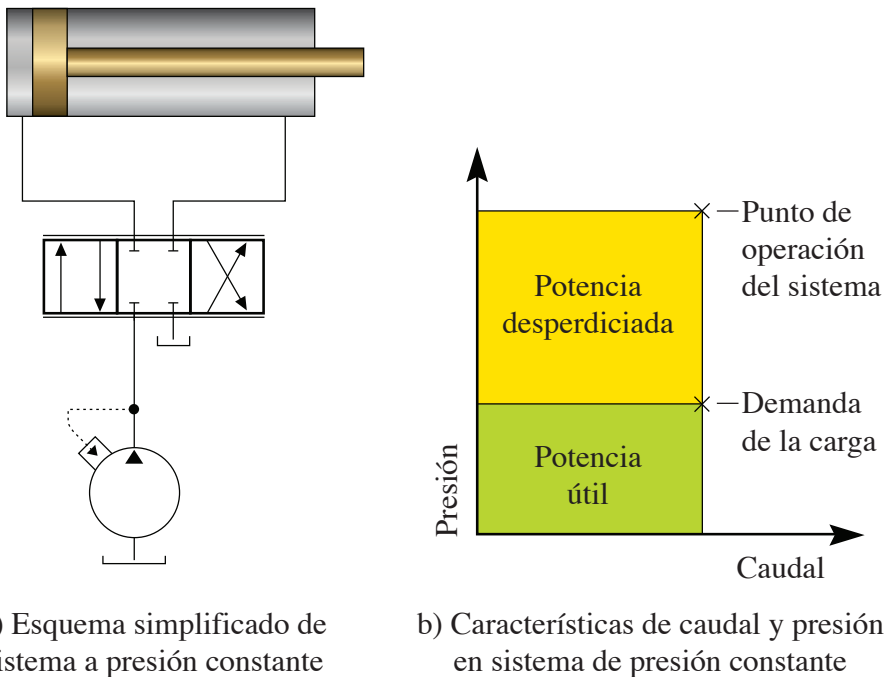 Punto de
operación
del sistema
Potencia
desperdiciada
Demanda
de la carga
Potencia
útil
Presión
Caudal
) Esquema simplificado de
istema a presión constante
b) Características de caudal y presión
en sistema de presión constante